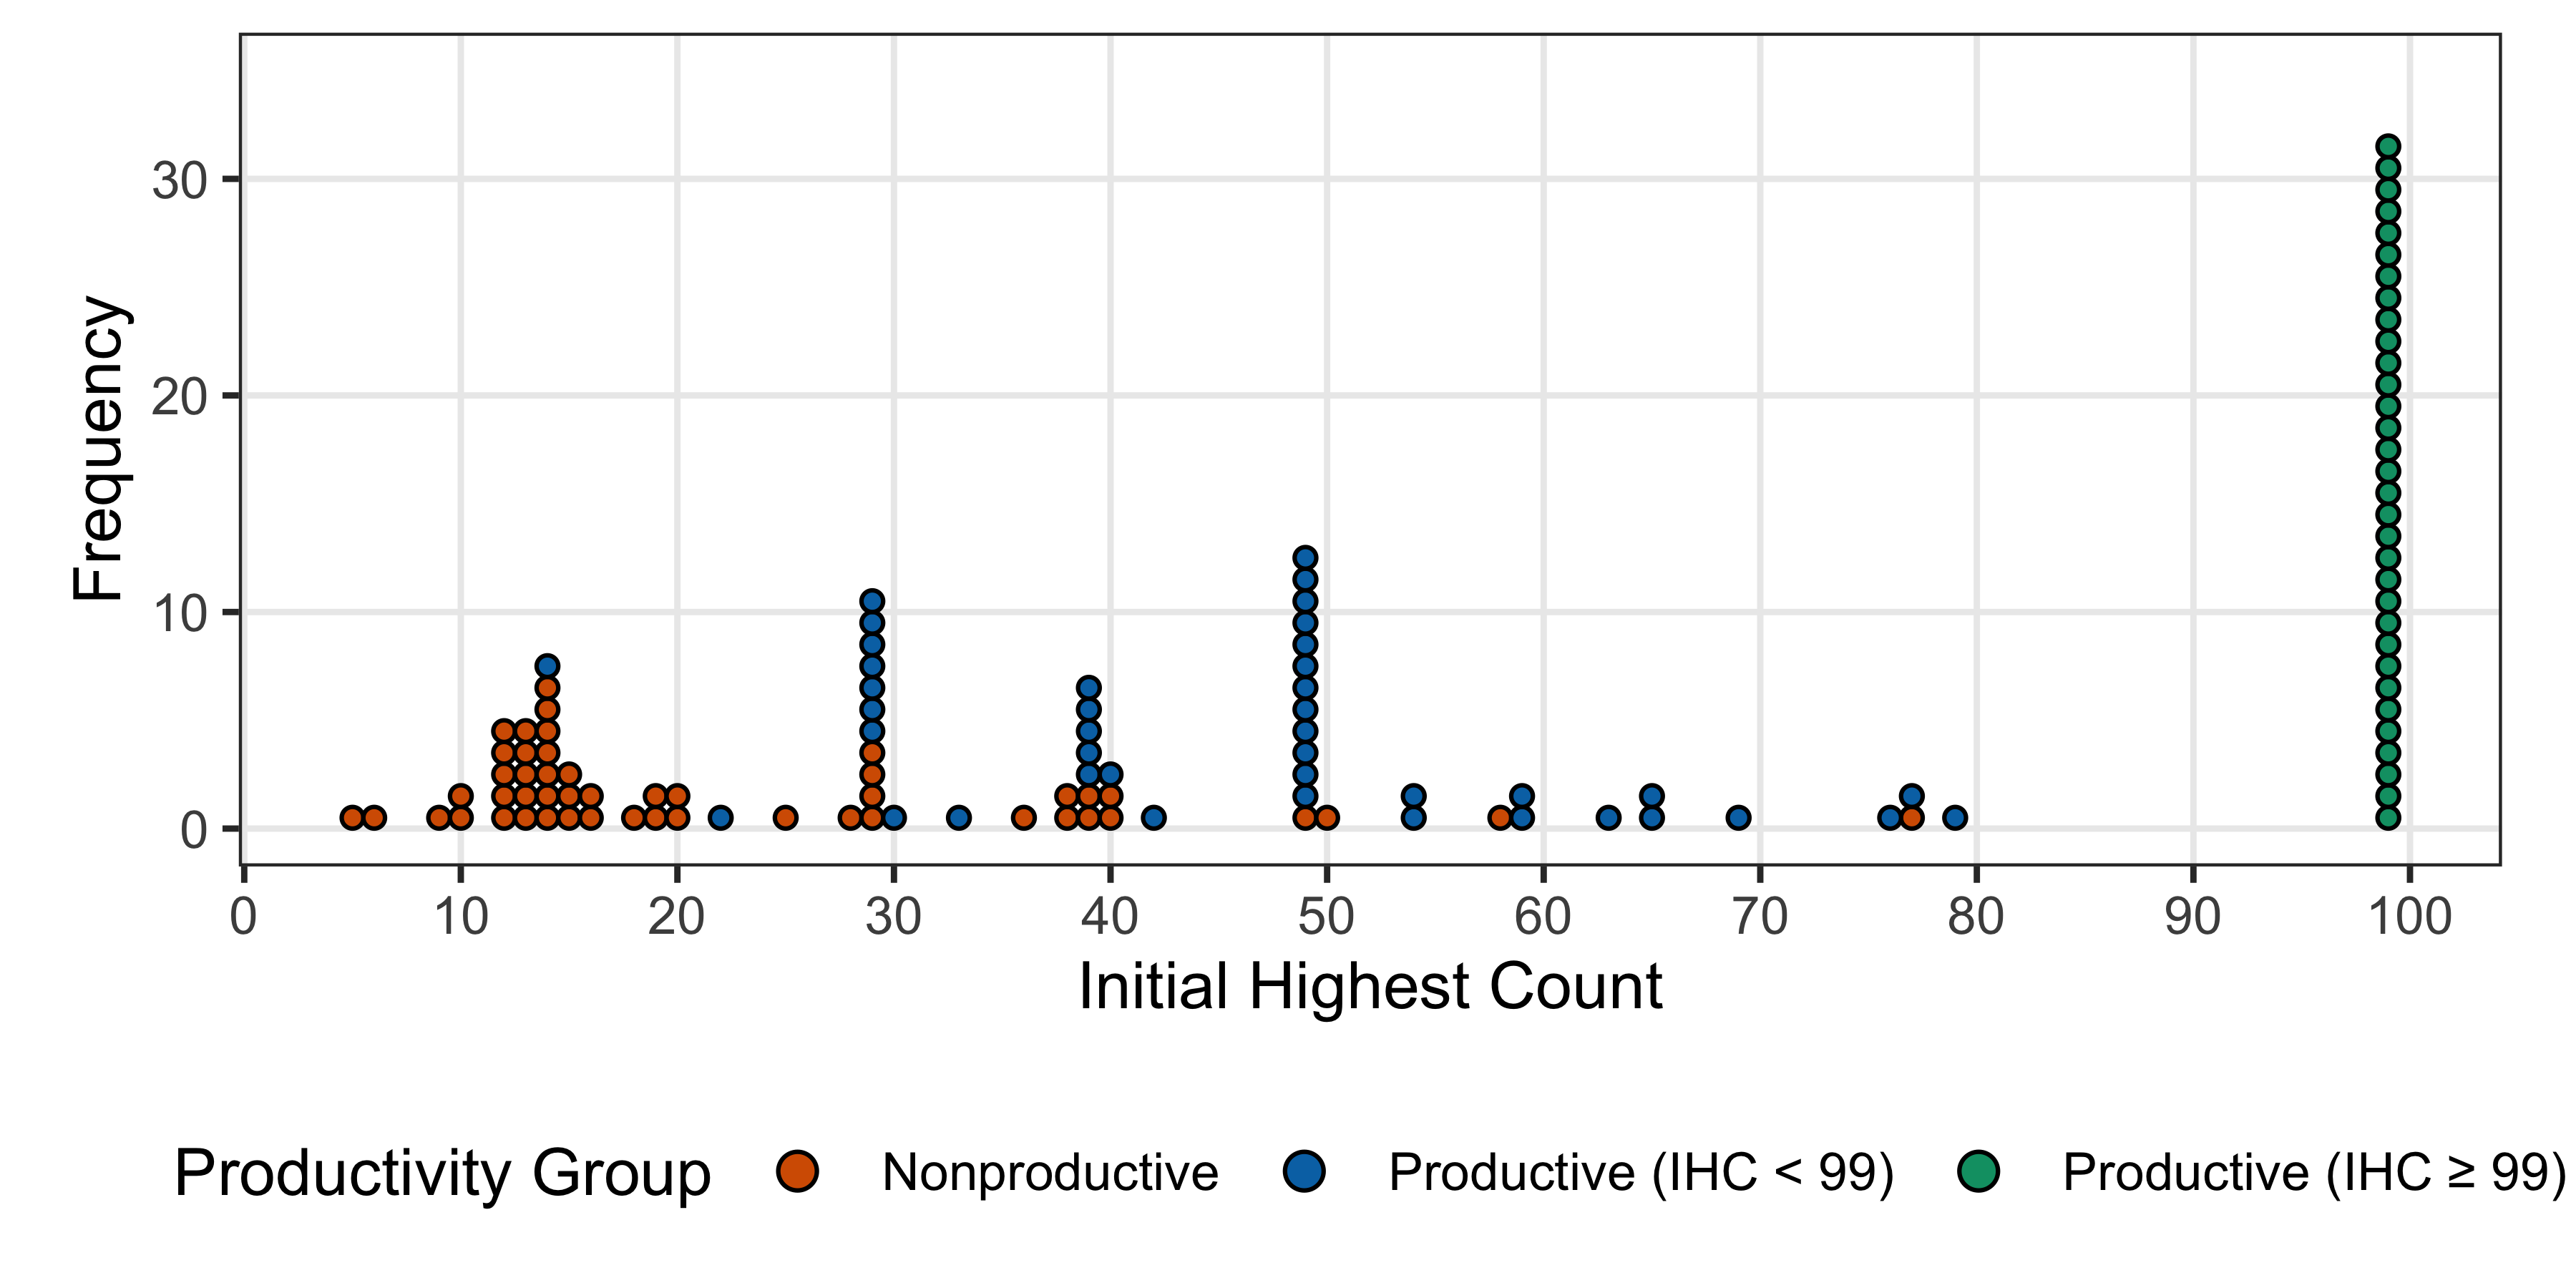 Frequency
30
20
10
0
0 10 20 30 40 50 60 70 80 90 100
Initial Highest Count
Productivity Group Nonproductive Productive (IHC < 99) Productive (IHC ≥ 99)